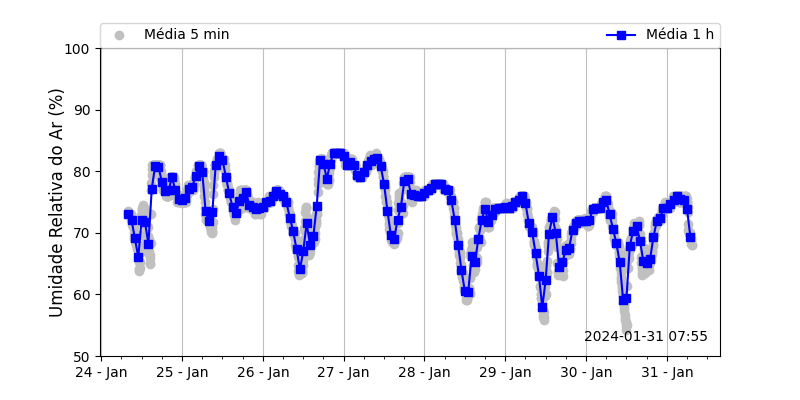 Média 5 min
Média 1 h
Umidade Relativa do Ar (%)
100
90
80
70
60
50
2024-01-31 07:55
24 - Jan
25 - Jan
26 - Jan
27 - Jan
28 - Jan
29 - Jan
30 - Jan
31 - Jan